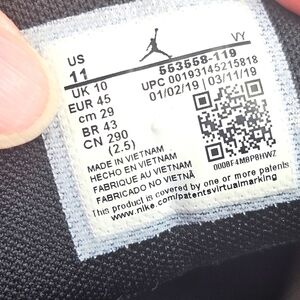 US
11
VY
UK 10
EUR 45
cm 29
BR 43
CN 290
(2.5)
553558-119
UPC 00193145215818
01/02/19 03/11/19
MADE IN VIETNAM
HECHO EN VIETNAM
FABRIQUE AU VIETNAM
FABRICADO NO VIETNÃ
This product is covered by one or more patents
www.nike.com/patentsvirtualmarking